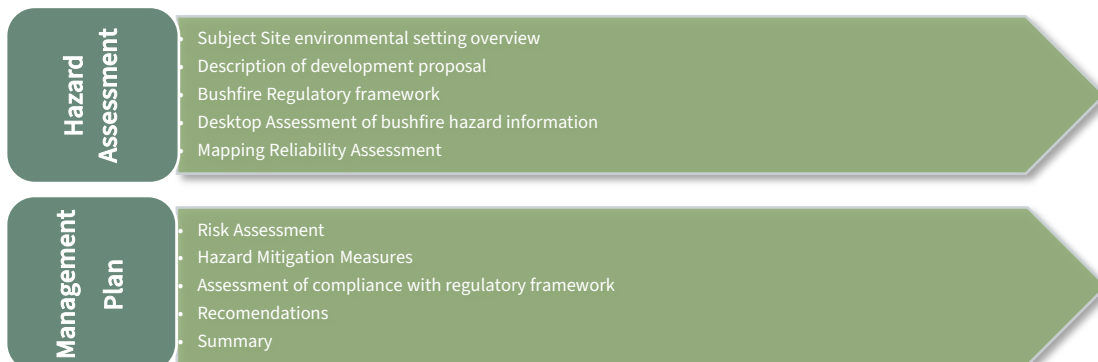 Hazard
Assessment
• Subject Site environmental setting overview
• Description of development proposal
• Bushfire Regulatory framework
• Desktop Assessment of bushfire hazard information
• Mapping Reliability Assessment
Management
Plan
• Risk Assessment
• Hazard Mitigation Measures
• Assessment of compliance with regulatory framework
• Recomendations
• Summary